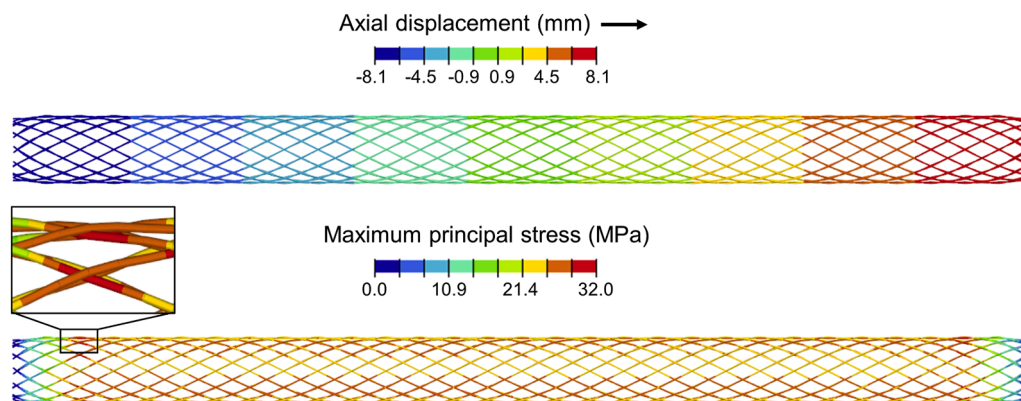 Axial displacement (mm)
-8.1 -4.5 -0.9 0.9 4.5 8.1
Maximum principal stress (MPa)
0.0 10.9 21.4 32.0